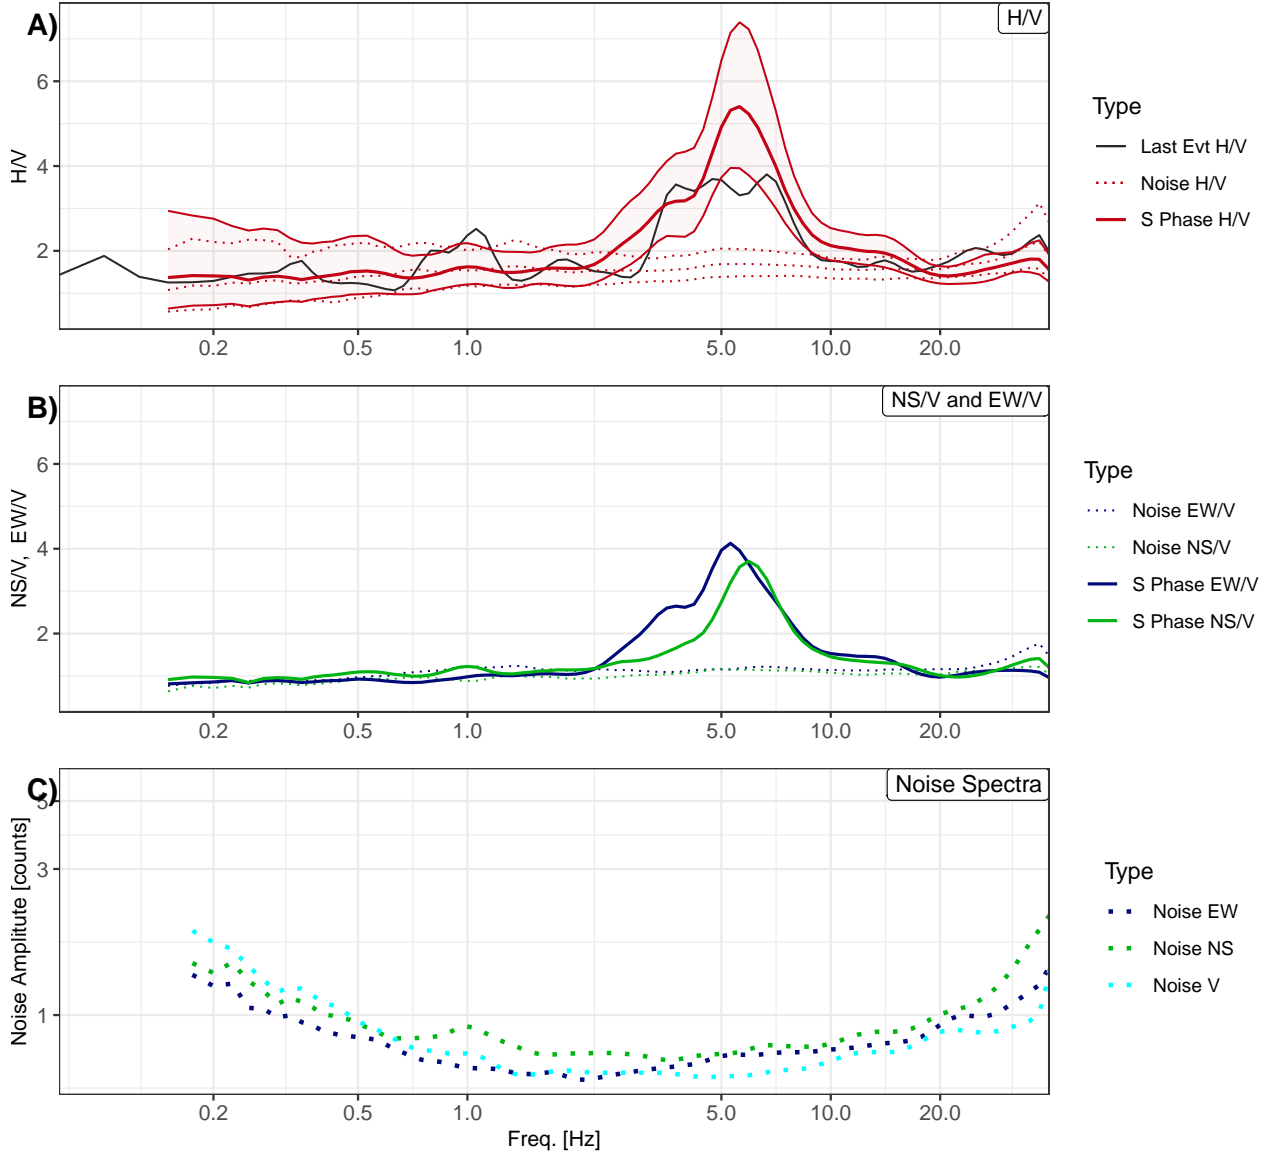 A)
H/V
6
4
2
H/V
0.2 0.5 1.0 5.0 10.0 20.0
Type
Last Evt H/V
Noise H/V
S Phase H/V
B)
NS/V and EW/V
6
4
2
NS/V, EW/V
0.2 0.5 1.0 5.0 10.0 20.0
Type
Noise EW/V
Noise NS/V
S Phase EW/V
S Phase NS/V
C)
Noise Spectra
5
3
1
Noise Amplitude [counts]
0.2 0.5 1.0 5.0 10.0 20.0
Freq. [Hz]
Type
Noise EW
Noise NS
Noise V